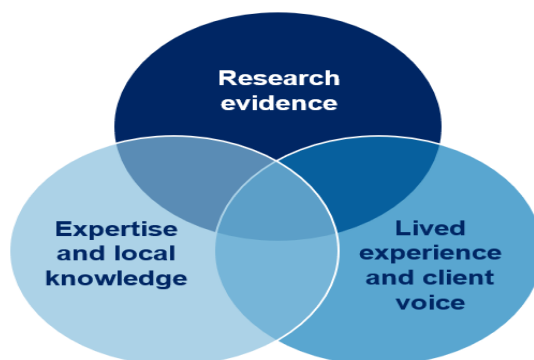 Research
evidence
Expertise
and local
knowledge
Lived
experience
and client
voice